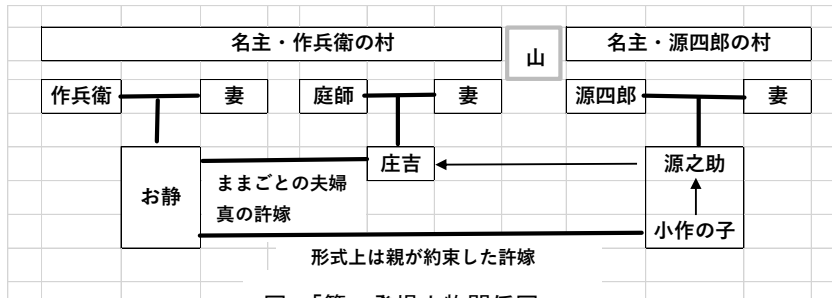 名主・作兵衛の村
山
名主・源四郎の村
作兵衛
妻
庭師
妻
源四郎
妻
お静
ままごとの夫婦
真の許嫁
庄吉
源之助
小作の子
形式上は親が約束した許嫁